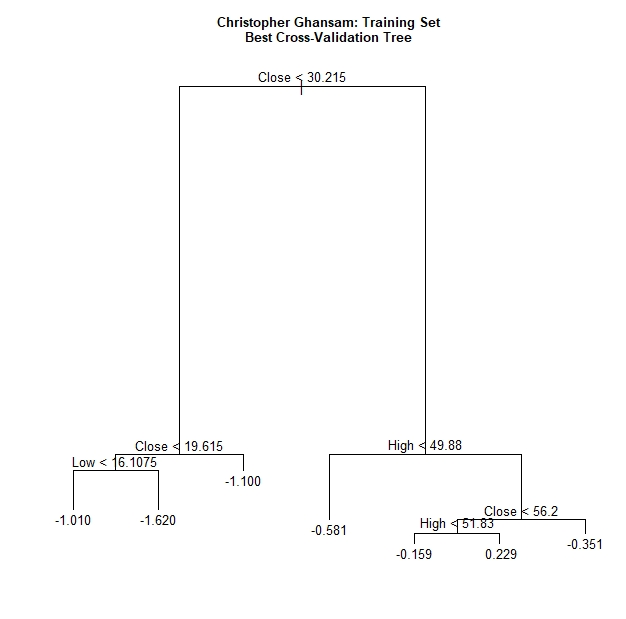 Christopher Ghansam: Training Set
Best Cross-Validation Tree
Close < 30.215
Close < 19.615
High < 49.88
Low < 16.1075
-1.100
-1.010
-1.620
-0.581
Close < 56.2
High < 51.83
-0.159
0.229
-0.351